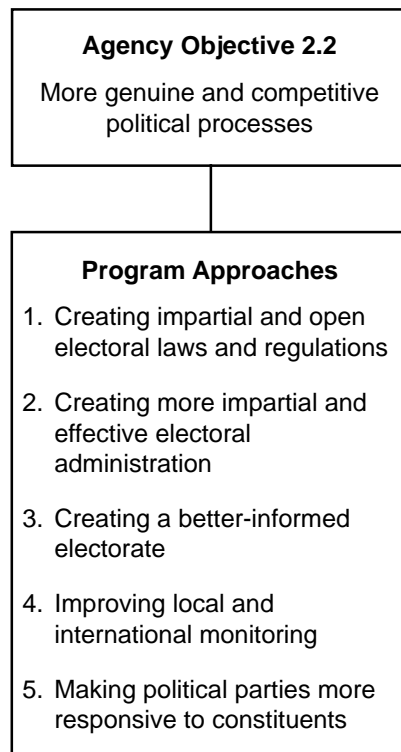 Agency Objective 2.2
More genuine and competitive
political processes
Program Approaches
1. Creating impartial and open
electoral laws and regulations
2. Creating more impartial and
effective electoral
administration
3. Creating a better-informed
electorate
4. Improving local and
international monitoring
5. Making political parties more
responsive to constituents